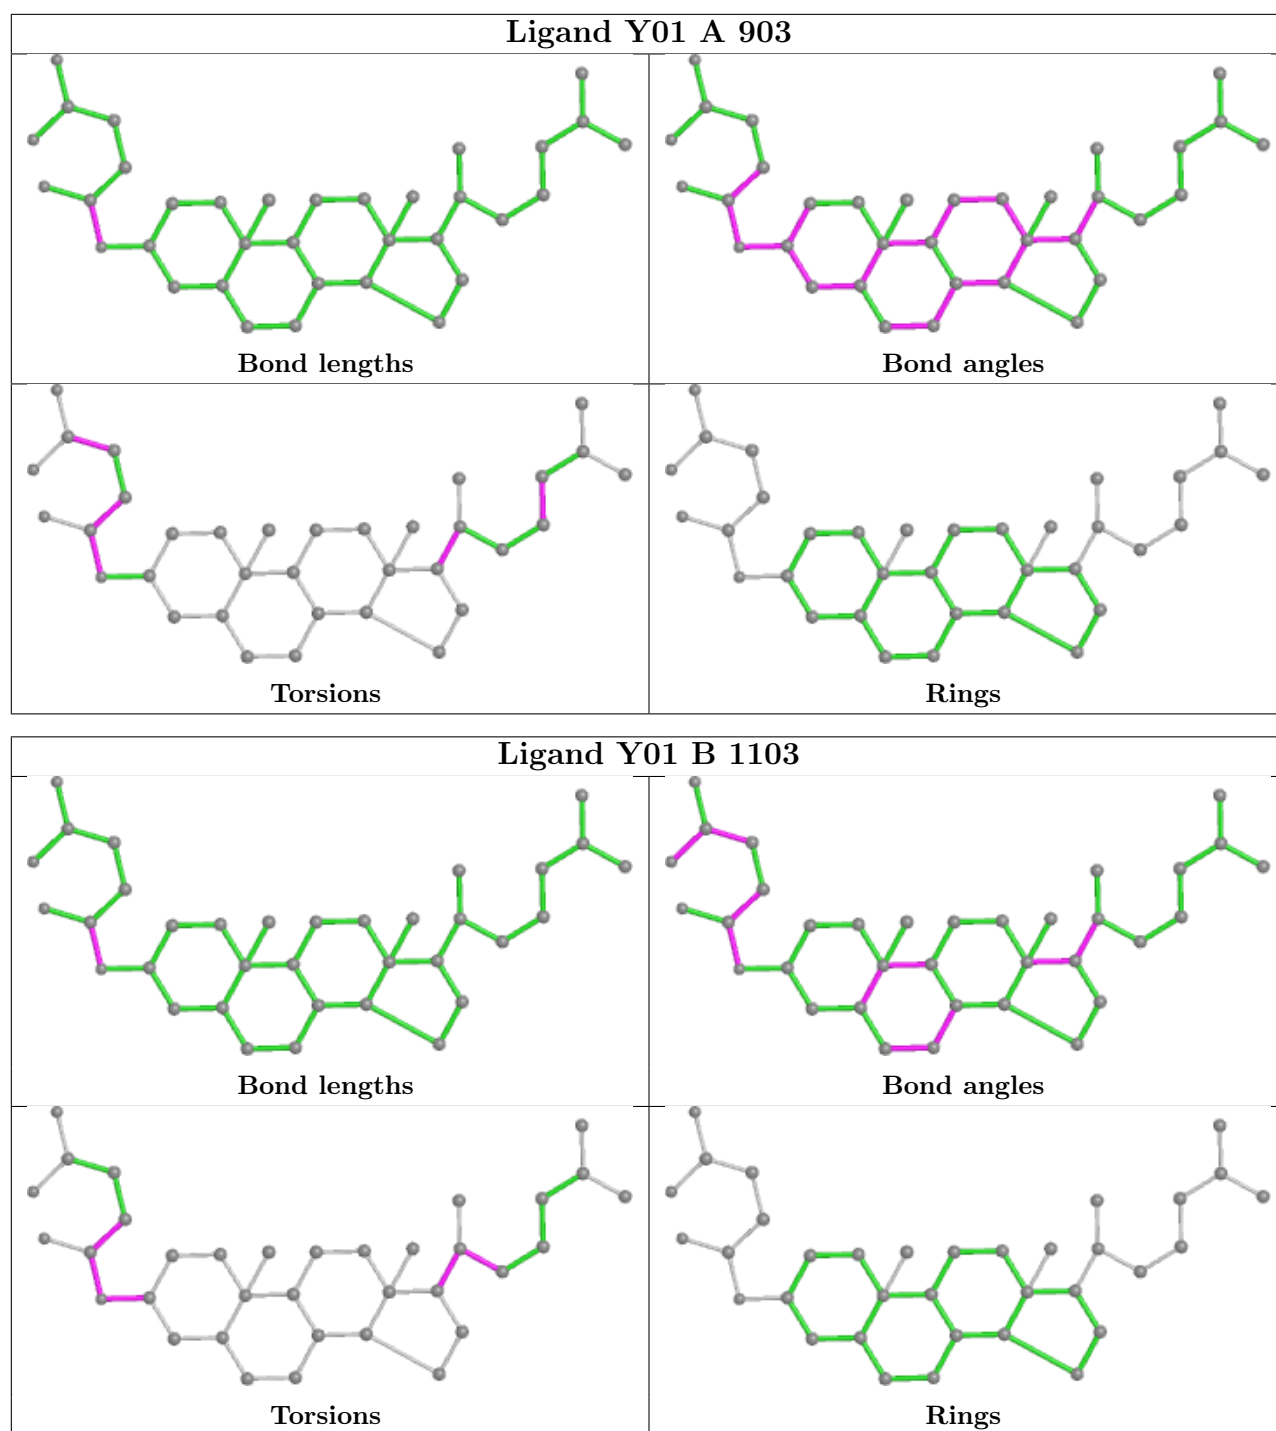 Ligand Y01 A 903
Bond lengths
Bond angles
Torsions
Rings
Ligand Y01 B 1103
Bond lengths
Bond angles
Torsions
Rings